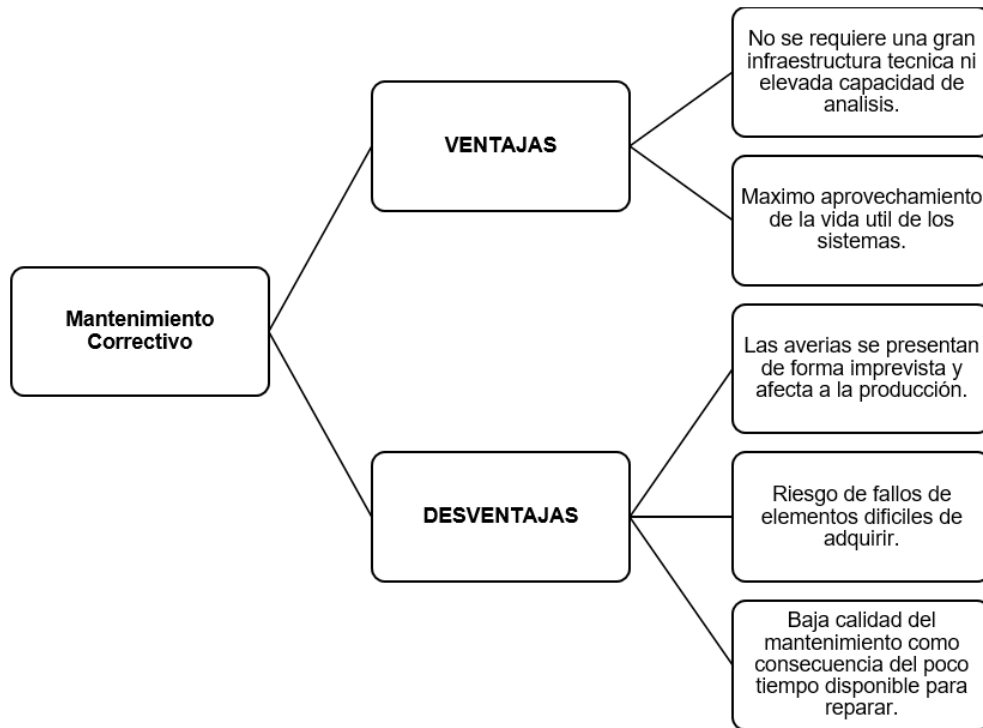 Mantenimiento
Correctivo
VENTAJAS
No se requiere una gran
infraestructura tecnica ni
elevada capacidad de
analisis.
Maximo aprovechamiento
de la vida util de los
sistemas.
DESVENTAJAS
Las averias se presentan
de forma imprevista y
afecta a la producción.
Riesgo de fallos de
elementos dificiles de
adquirir.
Baja calidad del
mantenimiento como
consecuencia del poco
tiempo disponible para
reparar.